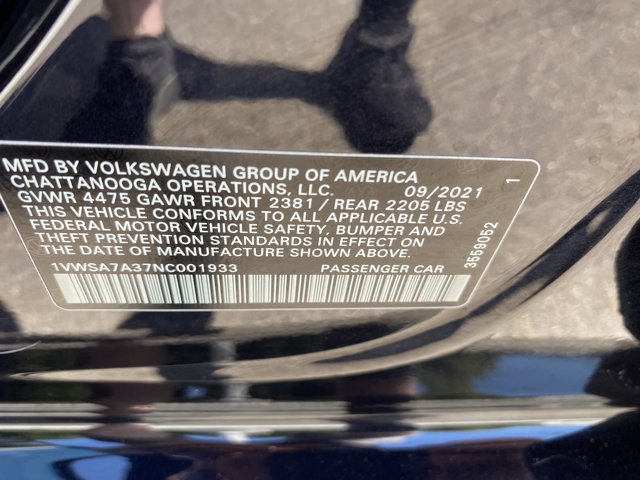 MFD BY VOLKSWAGEN GROUP OF AMERICA
CHATTANOOGA OPERATIONS, LLC. 09/2021 1
GVWR 4475 GAWR FRONT 2381 / REAR 2205 LBS
THIS VEHICLE CONFORMS TO ALL APPLICABLE U.S.
FEDERAL MOTOR VEHICLE SAFETY, BUMPER AND
THEFT PREVENTION STANDARDS IN EFFECT ON
THE DATE OF MANUFACTURE SHOWN ABOVE.
1VWSA7A37NC001933 PASSENGER CAR
3559052